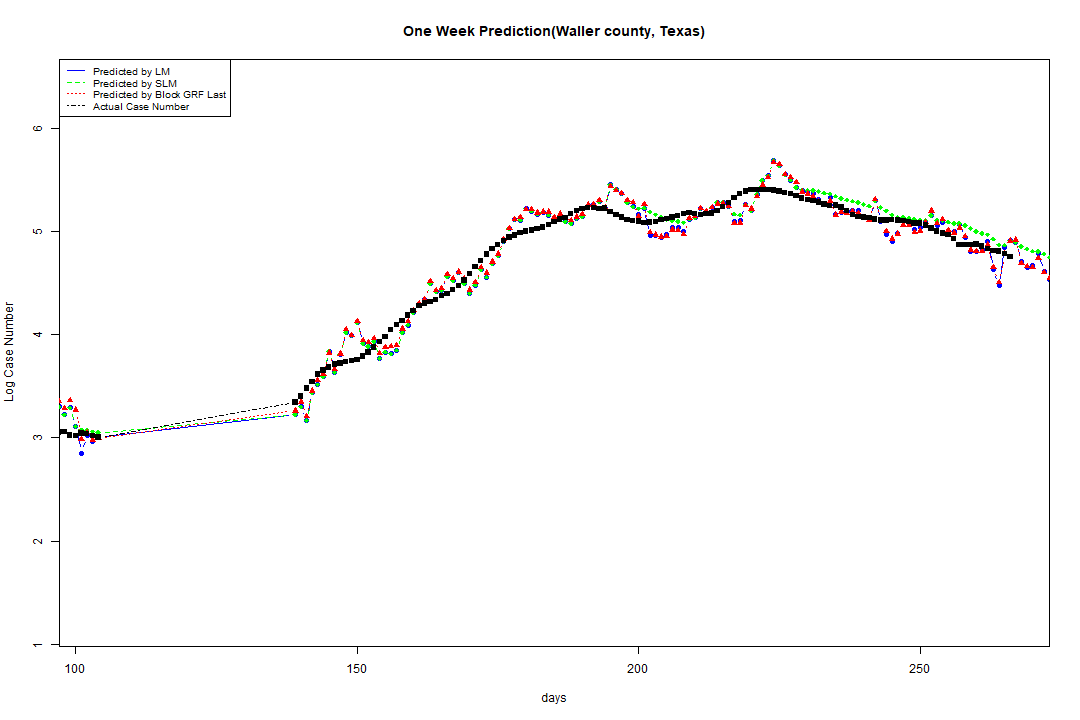 One Week Prediction(Waller county, Texas)
Predicted by LM
Predicted by SLM
Predicted by Block GRF Last
Actual Case Number
6
5
4
3
2
1
Log Case Number
100 150 200 250
days